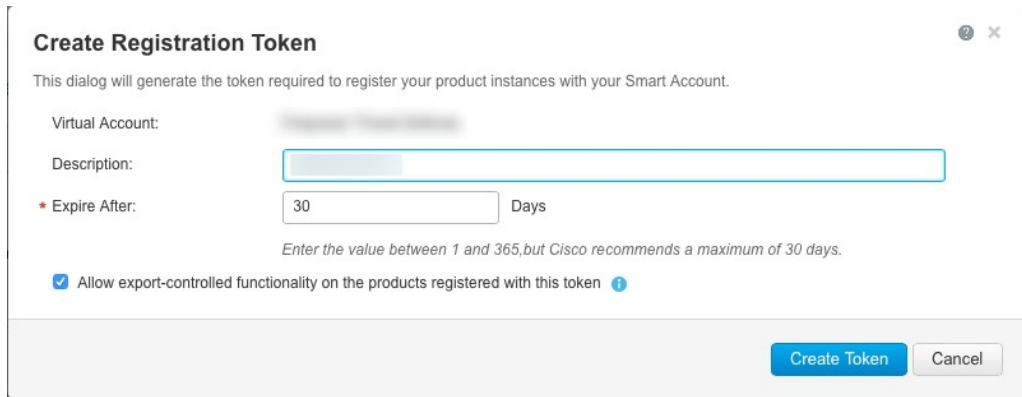 Create Registration Token
This dialog will generate the token required to register your product instances with your Smart Account.
Virtual Account:
Description:
* Expire After: 30 Days
Enter the value between 1 and 365,but Cisco recommends a maximum of 30 days.
Allow export-controlled functionality on the products registered with this token
Create Token Cancel